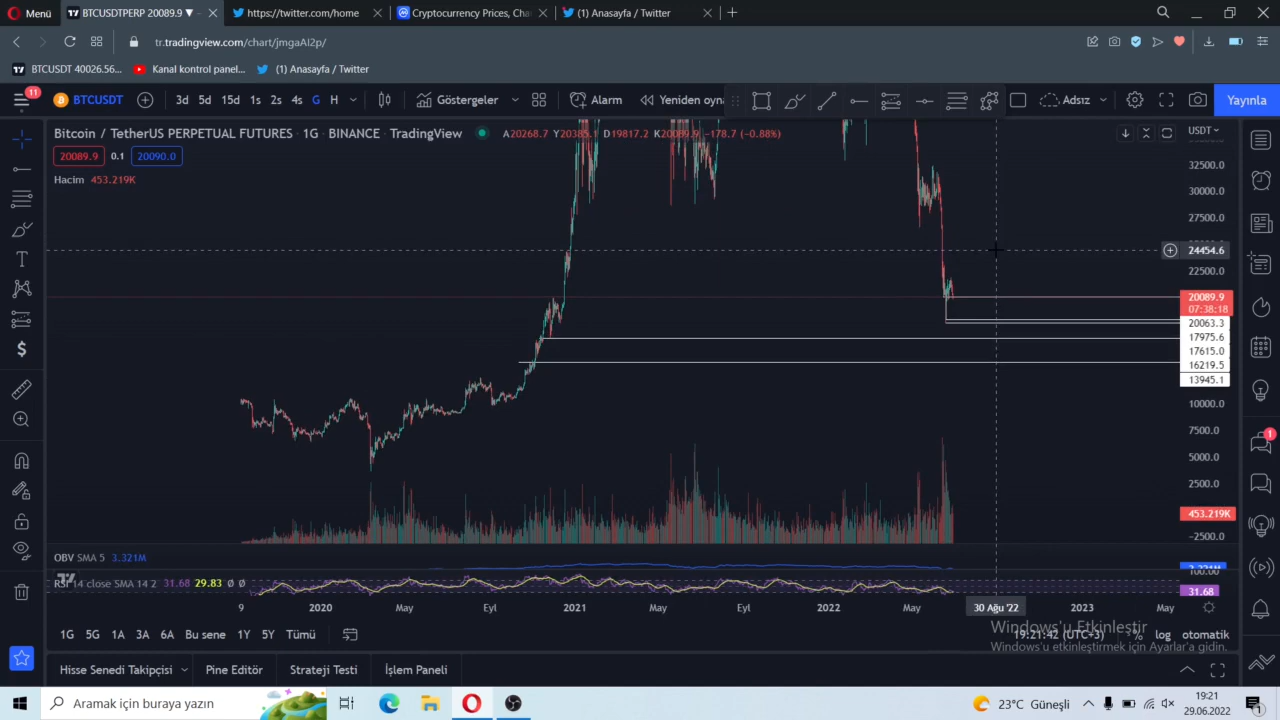 Menü
BTCUSDTPERP 20089.9 ▼
https://twitter.com/home
Cryptocurrency Prices, Cha
(1) Anasayfa / Twitter
tr.tradingview.com/chart/jmgaAI2p/
BTCUSDT 40026.56...
Kanal kontrol panel...
(1) Anasayfa / Twitter
11
BTCUSDT
3d 5d 15d 1s 2s 4s G H
Göstergeler
Alarm
Yeniden oyna
Adsız
Yayınla
Bitcoin / TetherUS PERPETUAL FUTURES · 1G · BINANCE · TradingView
A20268.7 Y20385.1 D19817.2 K20089.9 −178.7 (−0.88%)
USDT
20089.9 0.1 20090.0
Hacim 453.219K
32500.0
30000.0
27500.0
24454.6
22500.0
20089.9
07:38:18
20063.3
17975.6
17615.0
16219.5
13945.1
10000.0
7500.0
5000.0
2500.0
453.219K
−2500.0
OBV SMA 5 3.321M
3.321M
100.00
RSI 14 close SMA 14 2 31.68 29.83 Ø Ø
31.68
9 2020 May Eyl 2021 May Eyl 2022 May 30 Ağu '22 2023 May
1G 5G 1A 3A 6A Bu sene 1Y 5Y Tümü
19:21:42 (UTC+3) % log otomatik
Windows'u Etkinleştir
Windows'u etkinleştirmek için Ayarlar'a gidin.
Hisse Senedi Takipçisi
Pine Editör
Strateji Testi
İşlem Paneli
1
Aramak için buraya yazın
23°C Güneşli
19:21
29.06.2022
1